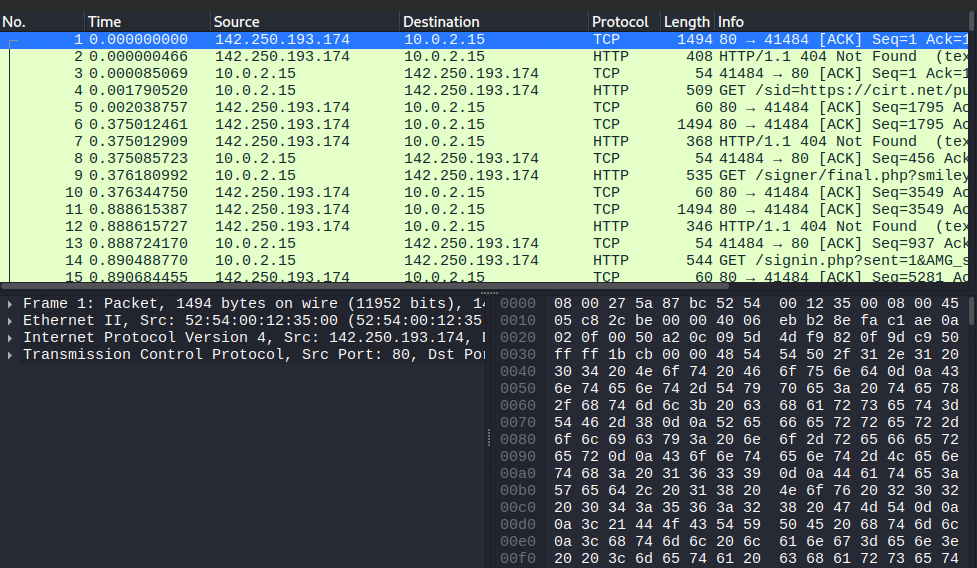 No. Time Source Destination Protocol Length Info
1 0.000000000 142.250.193.174 10.0.2.15 TCP 1494 80 → 41484 [ACK] Seq=1 Ack=1
2 0.000000466 142.250.193.174 10.0.2.15 HTTP 408 HTTP/1.1 404 Not Found (tex
3 0.000085069 10.0.2.15 142.250.193.174 TCP 54 41484 → 80 [ACK] Seq=1 Ack=1
4 0.001790520 10.0.2.15 142.250.193.174 HTTP 509 GET /sid=https://cirt.net/pu
5 0.002038757 142.250.193.174 10.0.2.15 TCP 60 80 → 41484 [ACK] Seq=1795 Ac
6 0.375012461 142.250.193.174 10.0.2.15 TCP 1494 80 → 41484 [ACK] Seq=1795 Ac
7 0.375012909 142.250.193.174 10.0.2.15 HTTP 368 HTTP/1.1 404 Not Found (tex
8 0.375085723 10.0.2.15 142.250.193.174 TCP 54 41484 → 80 [ACK] Seq=456 Ack
9 0.376180992 10.0.2.15 142.250.193.174 HTTP 535 GET /signer/final.php?smiley
10 0.376344750 142.250.193.174 10.0.2.15 TCP 60 80 → 41484 [ACK] Seq=3549 Ac
11 0.888615387 142.250.193.174 10.0.2.15 TCP 1494 80 → 41484 [ACK] Seq=3549 Ac
12 0.888615727 142.250.193.174 10.0.2.15 HTTP 346 HTTP/1.1 404 Not Found (tex
13 0.888724170 10.0.2.15 142.250.193.174 TCP 54 41484 → 80 [ACK] Seq=937 Ack
14 0.890488770 10.0.2.15 142.250.193.174 HTTP 544 GET /signin.php?sent=1&AMG_s
15 0.890684455 142.250.193.174 10.0.2.15 TCP 60 80 → 41484 [ACK] Seq=5281 Ac
Frame 1: Packet, 1494 bytes on wire (11952 bits), 14
Ethernet II, Src: 52:54:00:12:35:00 (52:54:00:12:35
Internet Protocol Version 4, Src: 142.250.193.174, D
Transmission Control Protocol, Src Port: 80, Dst Por
0000 08 00 27 5a 87 bc 52 54 00 12 35 00 08 00 45
0010 05 c8 2c be 00 00 40 06 eb b2 8e fa c1 ae 0a
0020 02 0f 00 50 a2 0c 09 5d 4d f9 82 0f 9d c9 50
0030 ff ff 1b cb 00 00 48 54 54 50 2f 31 2e 31 20
0040 30 34 20 4e 6f 74 20 46 6f 75 6e 64 0d 0a 43
0050 6e 74 65 6e 74 2d 54 79 70 65 3a 20 74 65 78
0060 2f 68 74 6d 6c 3b 20 63 68 61 72 73 65 74 3d
0070 54 46 2d 38 0d 0a 52 65 66 65 72 72 65 72 2d
0080 6f 6c 69 63 79 3a 20 6e 6f 2d 72 65 66 65 72
0090 65 72 0d 0a 43 6f 6e 74 65 6e 74 2d 4c 65 6e
00a0 74 68 3a 20 31 36 33 39 0d 0a 44 61 74 65 3a
00b0 57 65 64 2c 20 31 38 20 4e 6f 76 20 32 30 32
00c0 20 30 34 3a 35 36 3a 32 38 20 47 4d 54 0d 0a
00d0 0a 3c 21 44 4f 43 54 59 50 45 20 68 74 6d 6c
00e0 0a 3c 68 74 6d 6c 20 6c 61 6e 67 3d 65 6e 3e
00f0 20 20 3c 6d 65 74 61 20 63 68 61 72 73 65 74